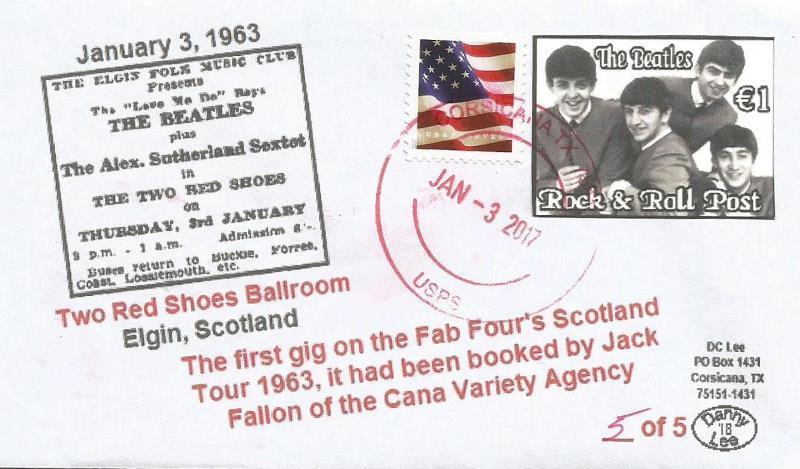 January 3, 1963
THE ELGIN FOLK MUSIC CLUB
Presents
The "Love Me Do" Boys
THE BEATLES
plus
The Alex. Sutherland Sextet
in
THE TWO RED SHOES
on
THURSDAY, 3rd JANUARY
9 p.m. - 1 a.m. Admission 6'-.
Buses return to Buckie, Forres,
Coast, Lossiemouth, etc.
Two Red Shoes Ballroom
Elgin, Scotland
USA FOREVER
CORSICANA TX
JAN -3 2017
USPS
The Beatles
€1
Rock & Roll Post
The first gig on the Fab Four's Scotland
Tour 1963, it had been booked by Jack
Fallon of the Cana Variety Agency
DC Lee
PO Box 1431
Corsicana, TX
75151-1431
5 of 5
Danny
'18
Lee